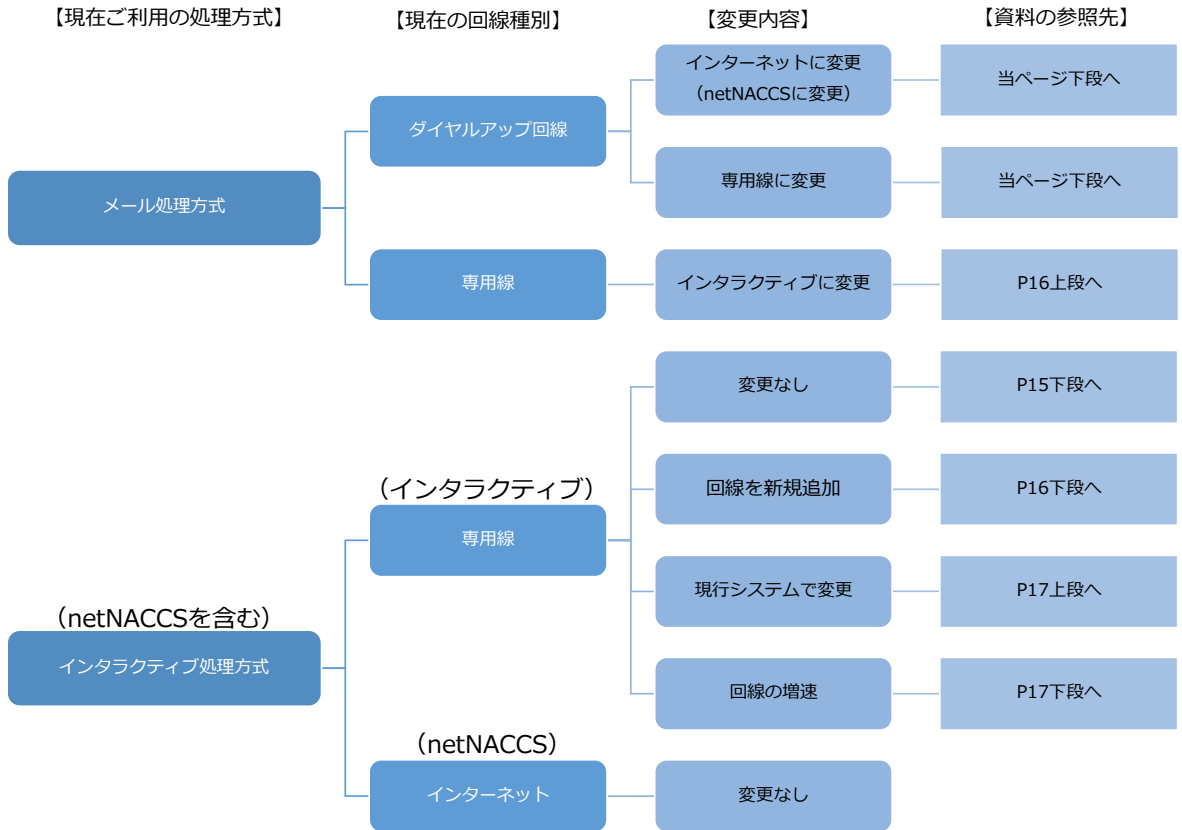 【現在ご利用の処理方式】
【現在の回線種別】
【変更内容】
【資料の参照先】
メール処理方式
ダイヤルアップ回線
インターネットに変更
（netNACCSに変更）
当ページ下段へ
専用線に変更
当ページ下段へ
専用線
インタラクティブに変更
P16上段へ
（netNACCSを含む）
インタラクティブ処理方式
（インタラクティブ）
専用線
変更なし
P15下段へ
回線を新規追加
P16下段へ
現行システムで変更
P17上段へ
回線の増速
P17下段へ
（netNACCS）
インターネット
変更なし